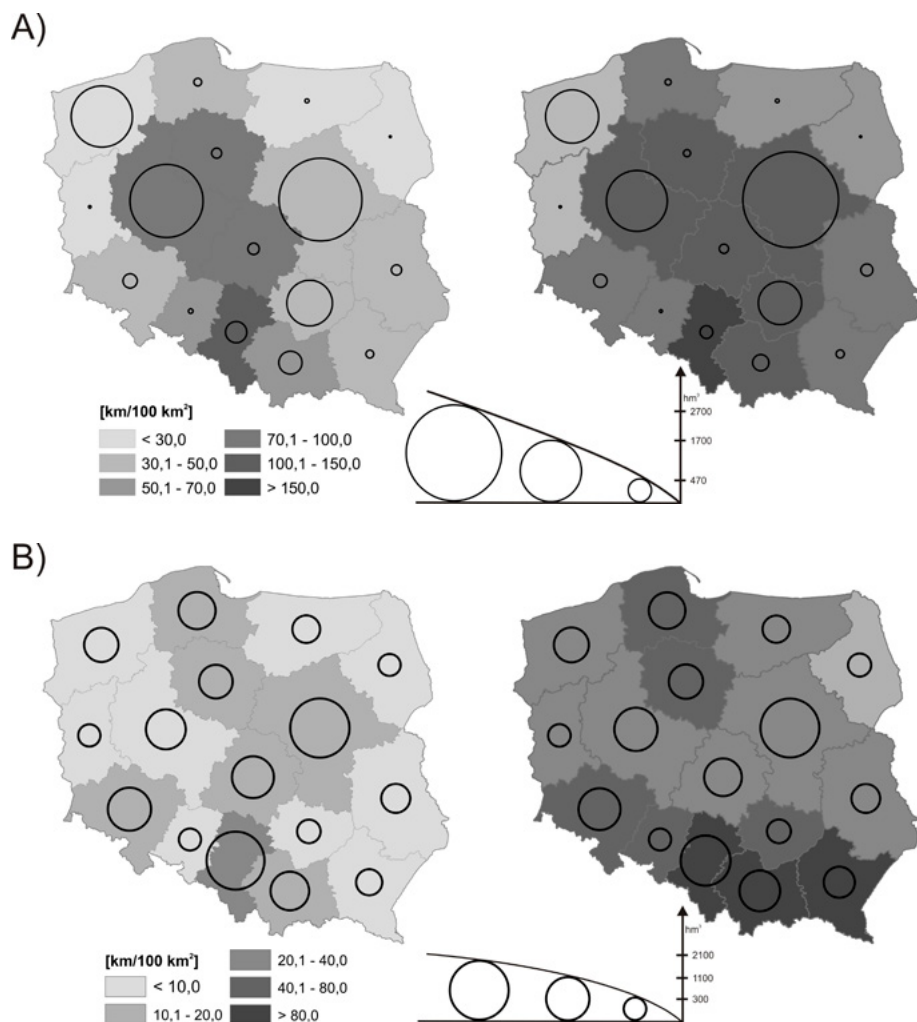 A)
[km/100 km²]
< 30,0
30,1 - 50,0
50,1 - 70,0
70,1 - 100,0
100,1 - 150,0
> 150,0
hm³
2700
1700
470
B)
[km/100 km²]
< 10,0
10,1 - 20,0
20,1 - 40,0
40,1 - 80,0
> 80,0
hm³
2100
1100
300